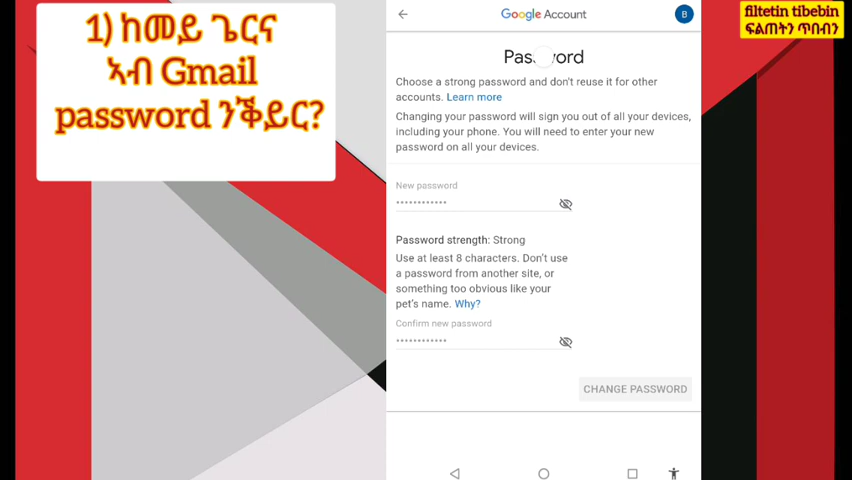 1) ከመይ ጌርና
ኣብ Gmail
password ንቕይር?
Google Account
B
filtetin tibebin
ፍልጠትን ጥበብን
Password
Choose a strong password and don't reuse it for other
accounts. Learn more
Changing your password will sign you out of all your devices,
including your phone. You will need to enter your new
password on all your devices.
New password
••••••••••••
Password strength: Strong
Use at least 8 characters. Don't use
a password from another site, or
something too obvious like your
pet's name. Why?
Confirm new password
••••••••••••
CHANGE PASSWORD